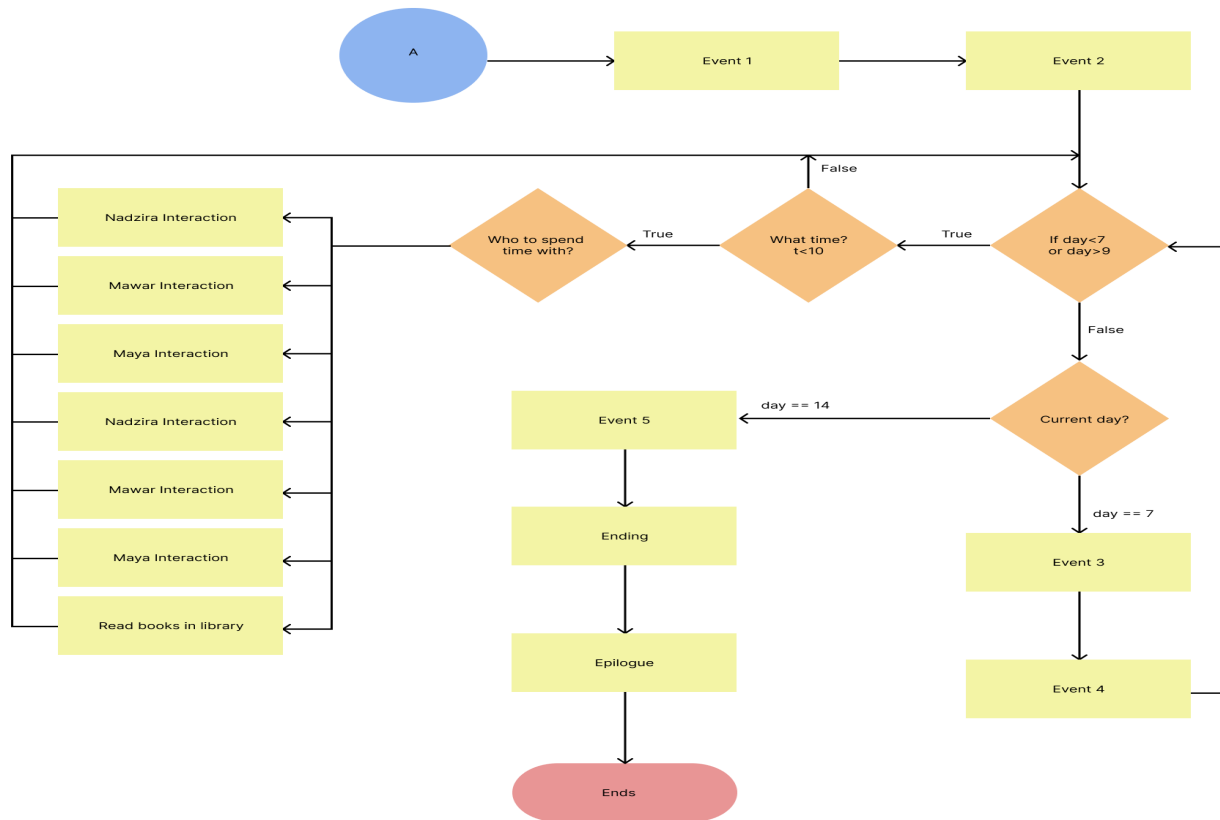 A
Event 1
Event 2
False
Nadzira Interaction
Who to spend
time with?
True
What time?
t<10
True
If day<7
or day>9
Mawar Interaction
Maya Interaction
False
Nadzira Interaction
Event 5
day == 14
Current day?
Mawar Interaction
day == 7
Ending
Maya Interaction
Event 3
Read books in library
Epilogue
Event 4
Ends